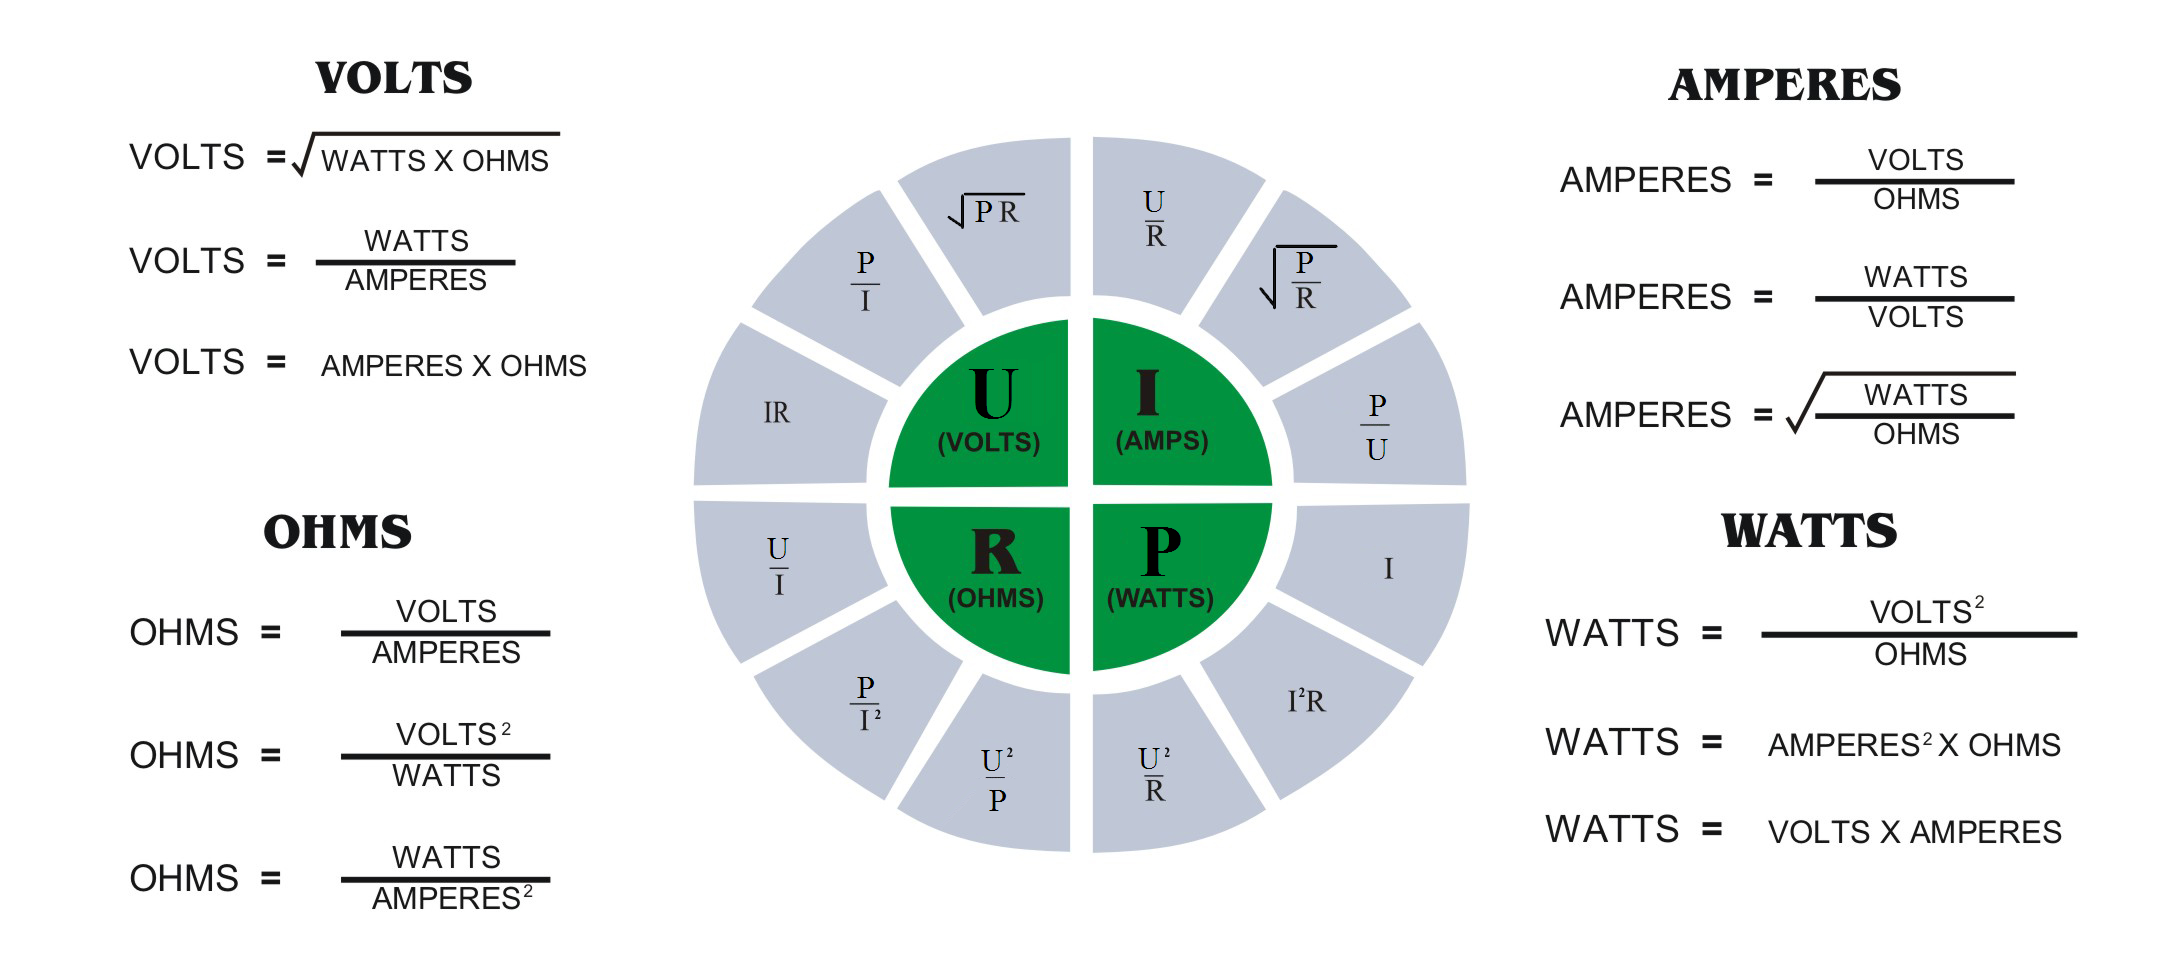 VOLTS
VOLTS = √WATTS X OHMS
VOLTS = WATTS
AMPERES
VOLTS = AMPERES X OHMS
OHMS
OHMS = VOLTS
AMPERES
OHMS = VOLTS²
WATTS
OHMS = WATTS
AMPERES²
√P R
P
I
IR
U
R
√P
R
P
U
U
(VOLTS)
I
(AMPS)
R
(OHMS)
P
(WATTS)
U
I
P
I²
U²
P
I
I²R
U²
R
AMPERES
AMPERES = VOLTS
OHMS
AMPERES = WATTS
VOLTS
AMPERES = √WATTS
OHMS
WATTS
WATTS = VOLTS²
OHMS
WATTS = AMPERES² X OHMS
WATTS = VOLTS X AMPERES